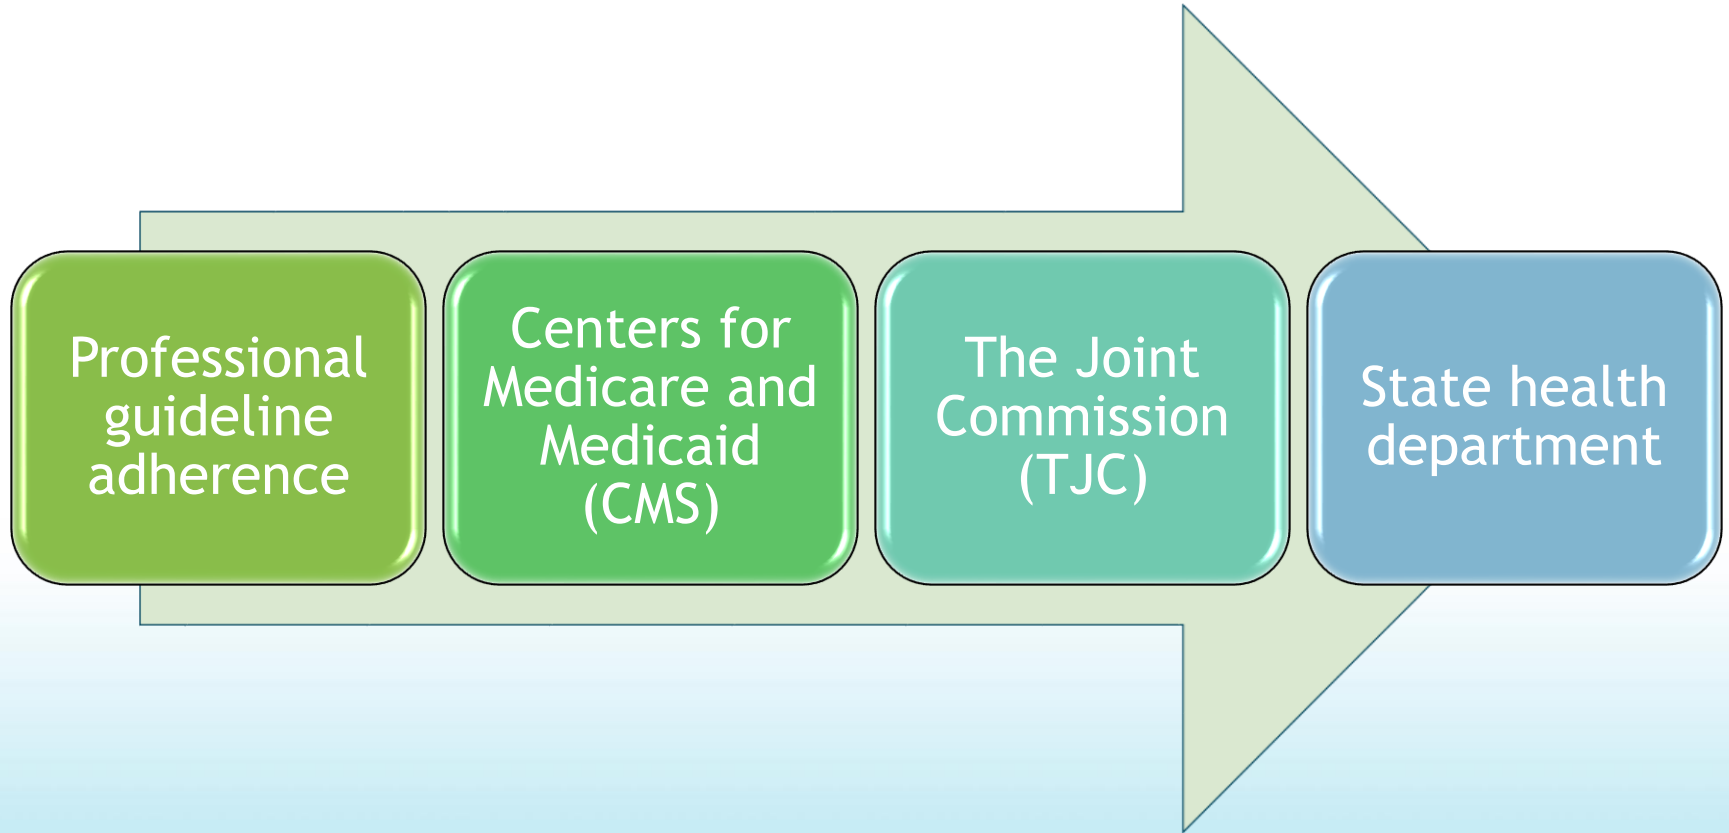 Professional
guideline
adherence
Centers for
Medicare and
Medicaid
(CMS)
The Joint
Commission
(TJC)
State health
department